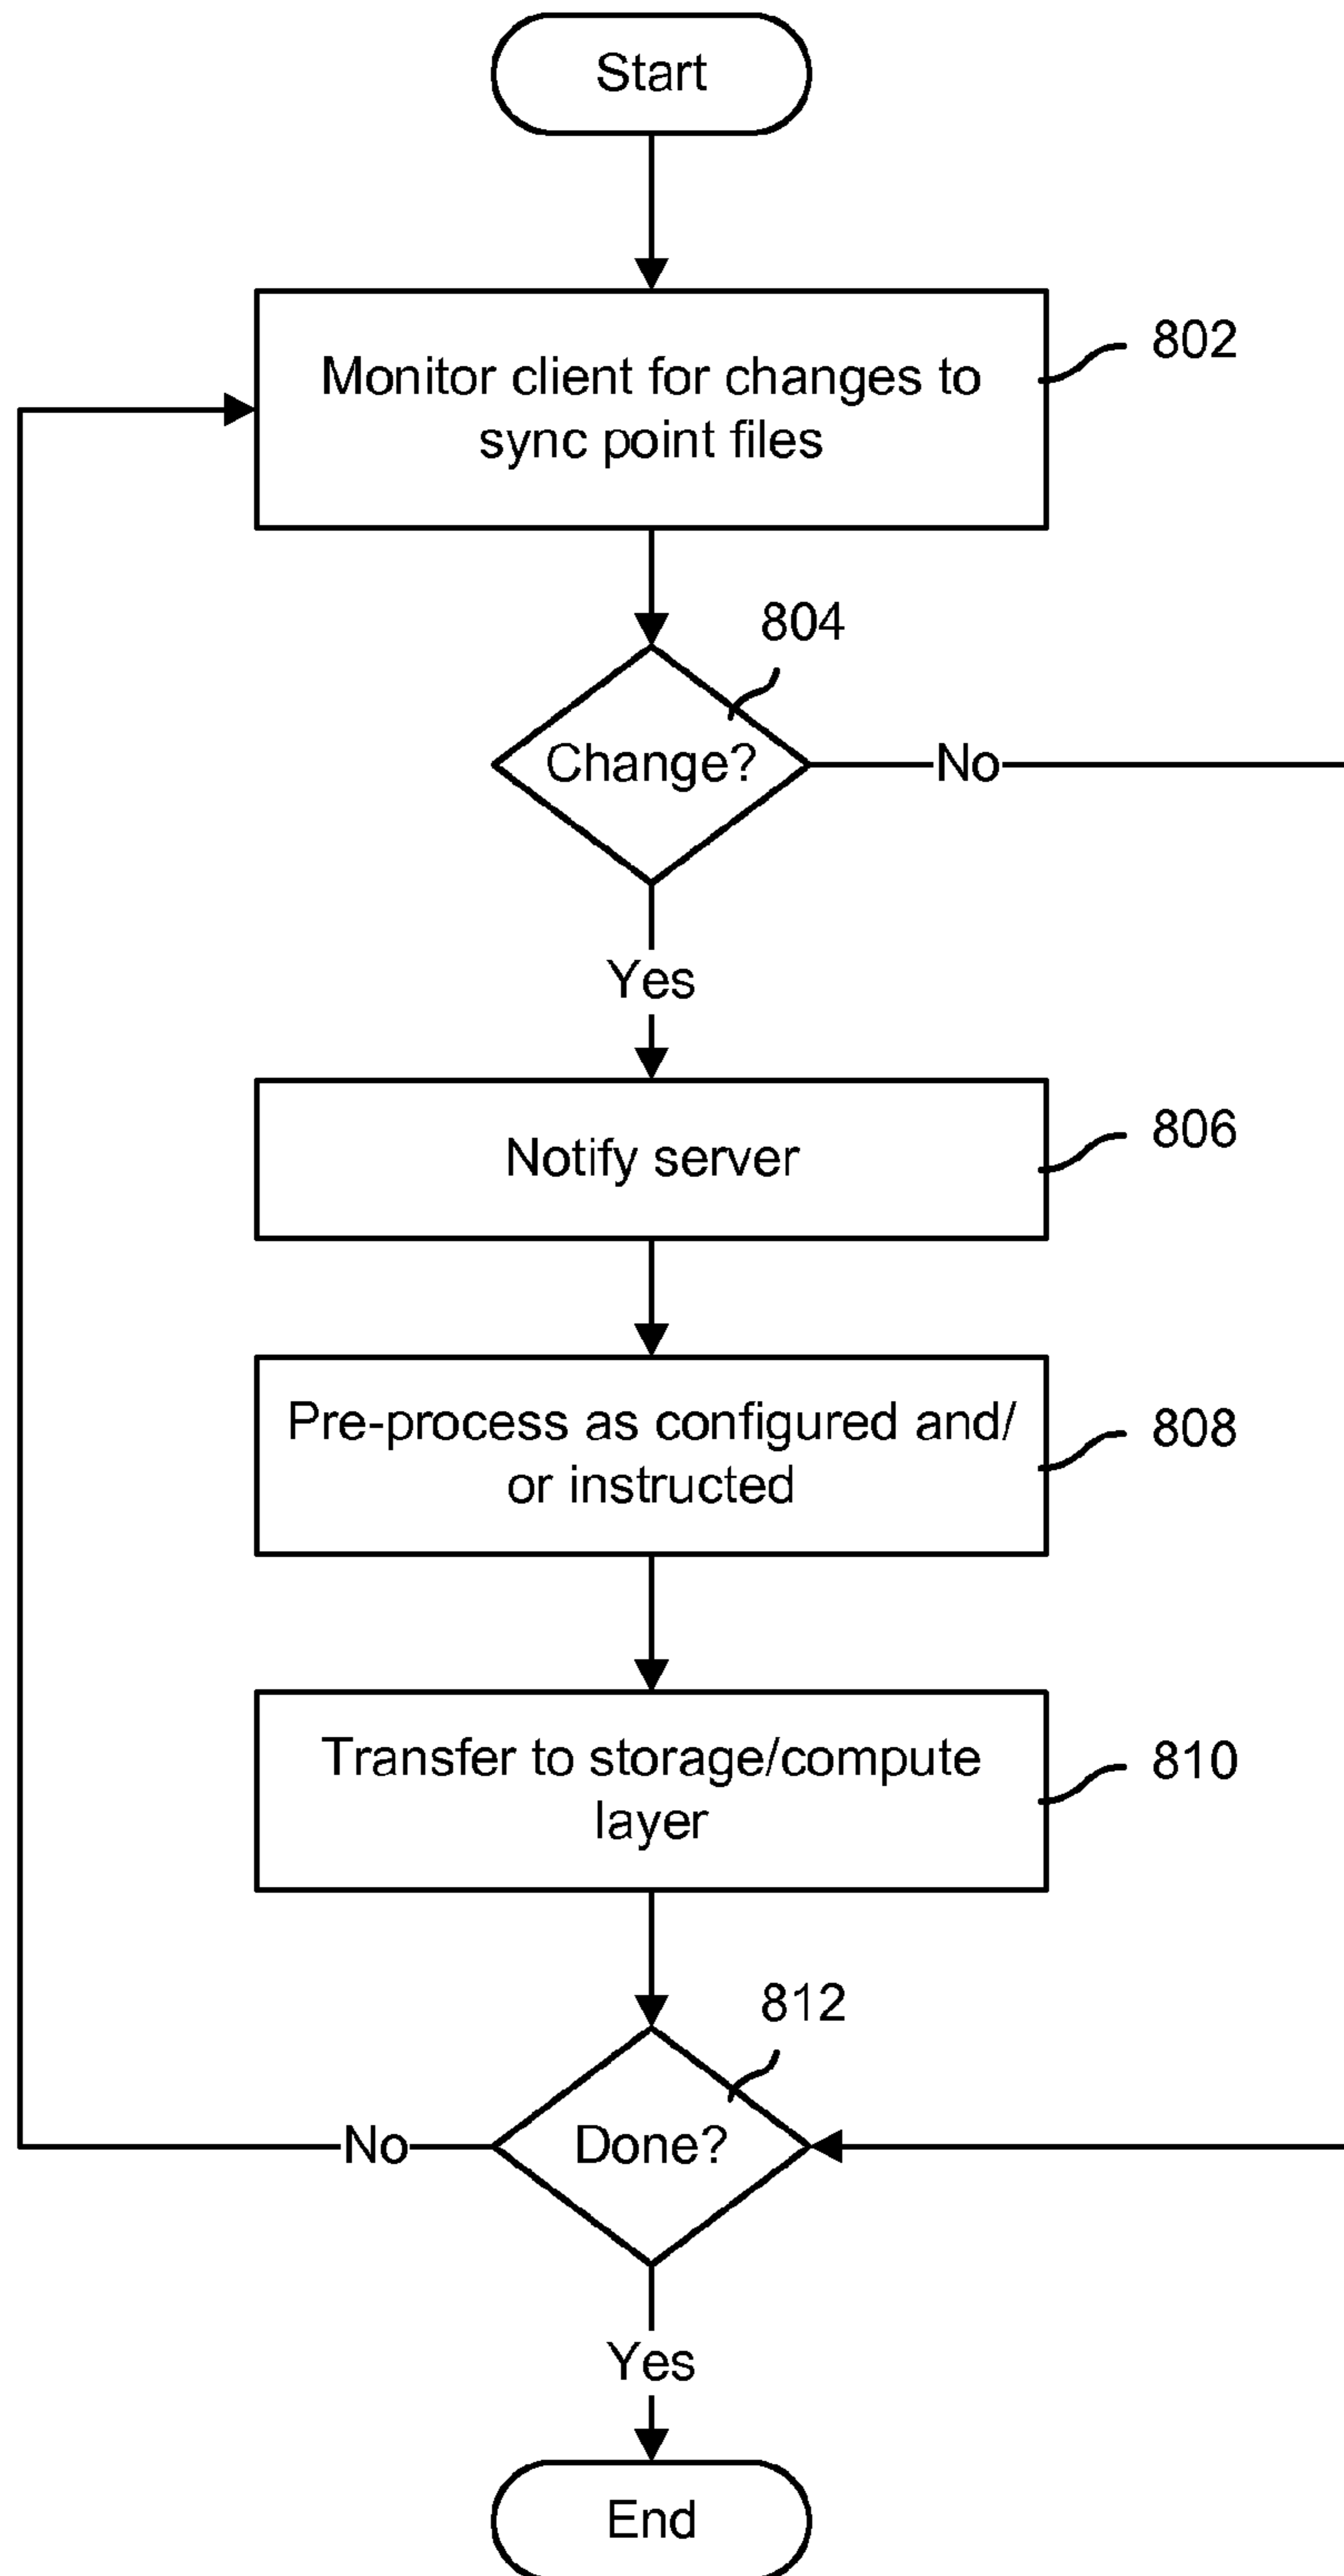 Start
Monitor client for changes to
sync point files
802
804
Change?
No
Yes
Notify server
806
Pre-process as configured and/
or instructed
808
Transfer to storage/compute
layer
810
812
No
Done?
Yes
End